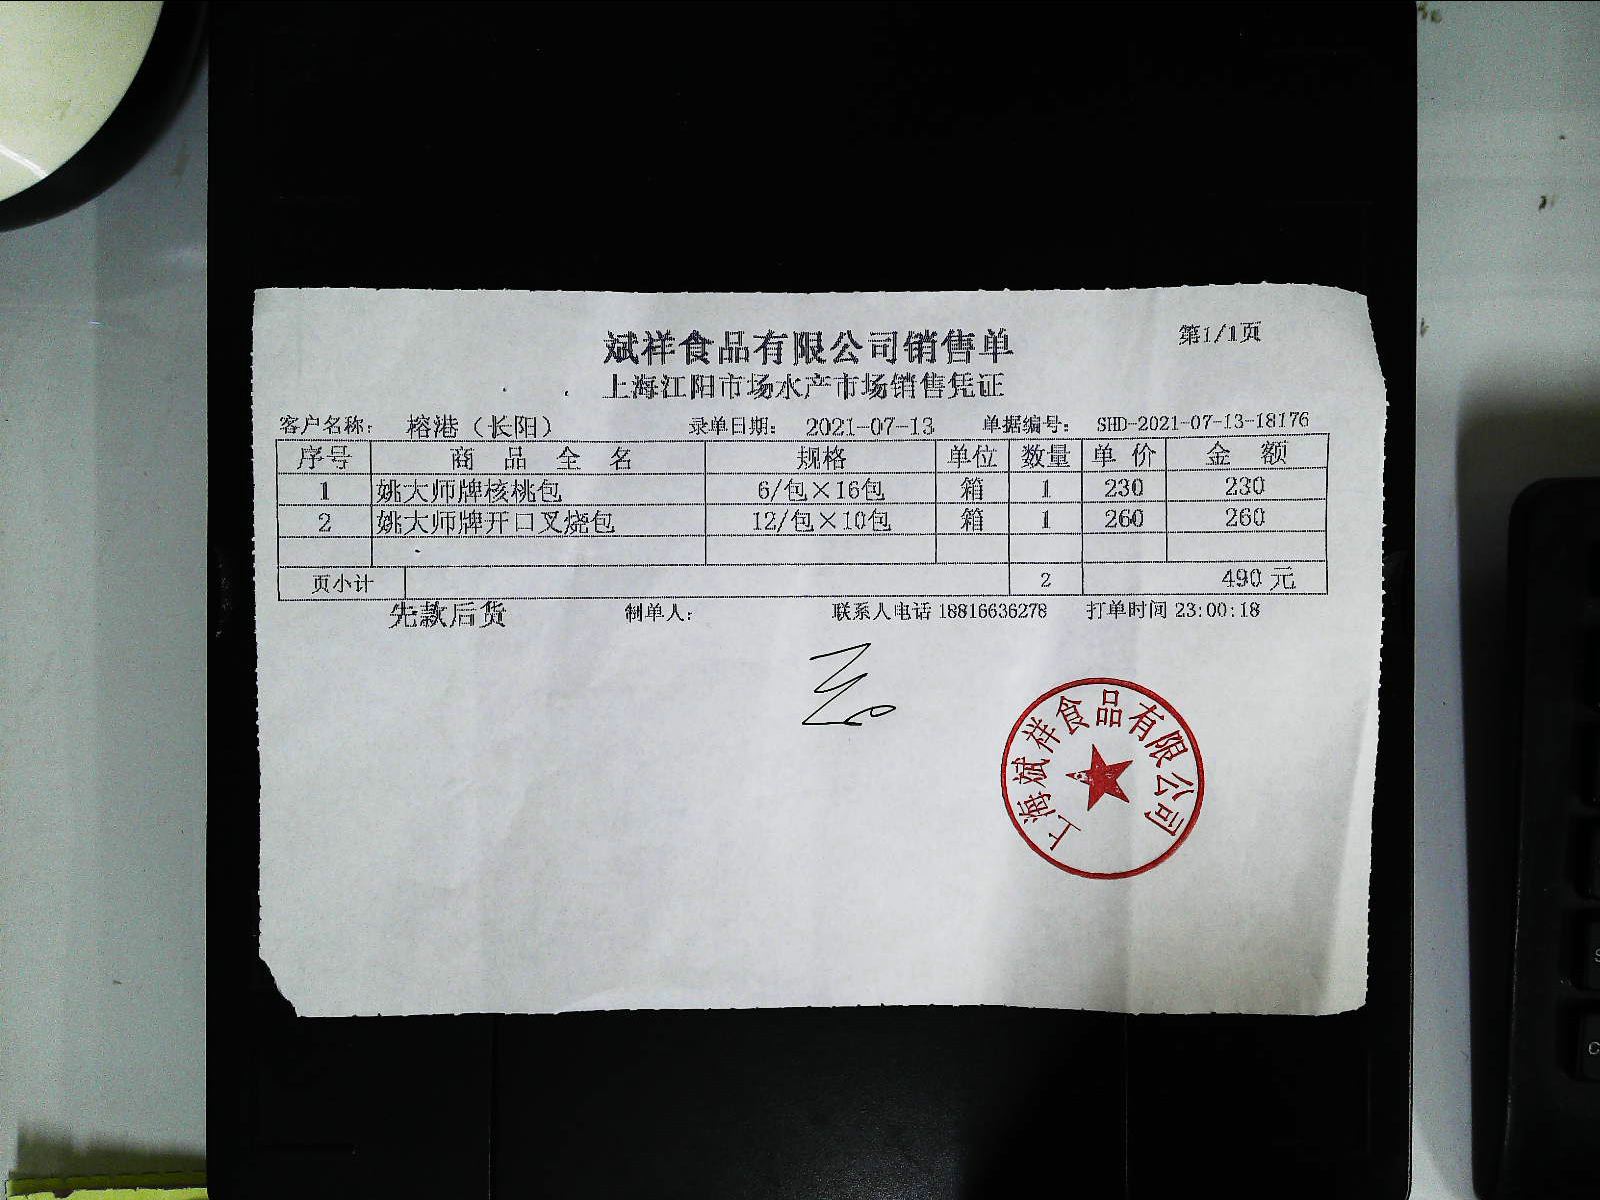 斌祥食品有限公司销售单
第1/1页
上海江阳市场水产市场销售凭证
客户名称： 榕港（长阳） 录单日期： 2021-07-13 单据编号： SHD-2021-07-13-18176
序号 商品全名 规格 单位 数量 单价 金额
1 姚大师牌核桃包 6/包×16包 箱 1 230 230
2 姚大师牌开口叉烧包 12/包×10包 箱 1 260 260
页小计 2 490元
先款后货 制单人： 联系人电话 18816636278 打单时间 23:00:18
上海斌祥食品有限公司